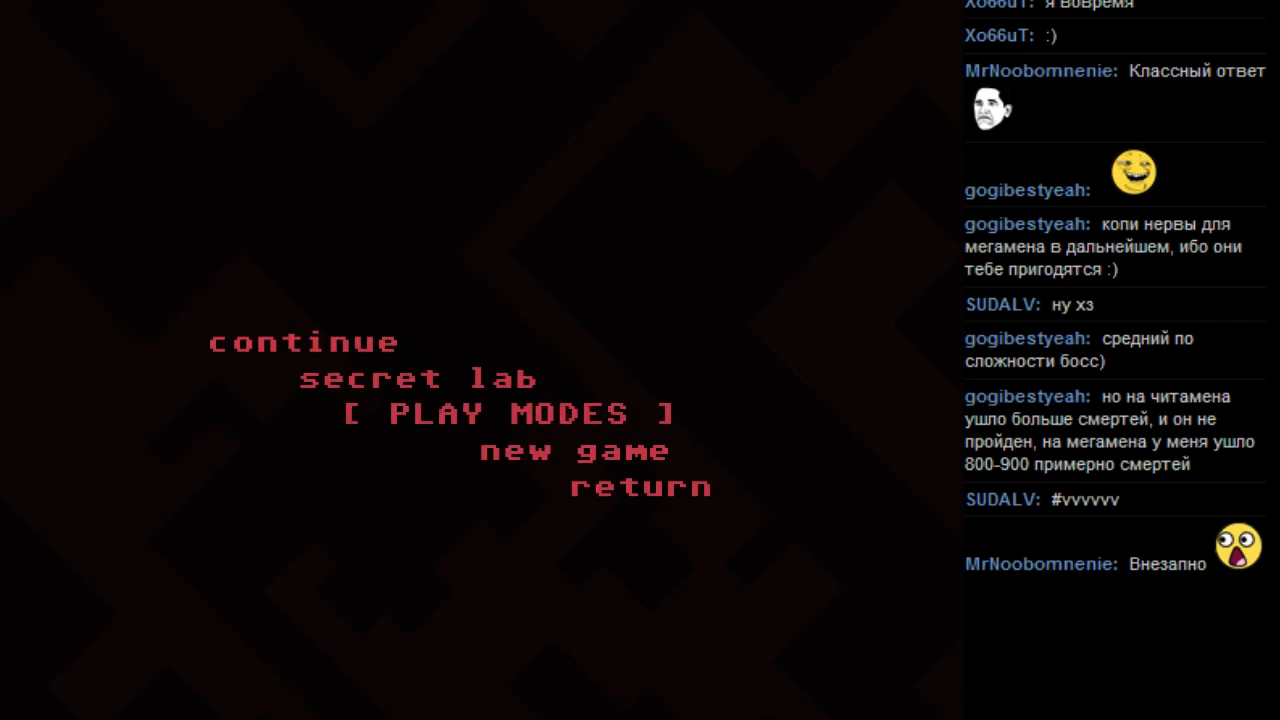 continue
secret lab
[ PLAY MODES ]
new game
return
Xo66uT: я вовремя
Xo66uT: :)
MrNoobomnenie: Классный ответ
gogibestyeah:
gogibestyeah: копи нервы для
мегамена в дальнейшем, ибо они
тебе пригодятся :)
SUDALV: ну хз
gogibestyeah: средний по
сложности босс)
gogibestyeah: но на читамена
ушло больше смертей, и он не
пройден, на мегамена у меня ушло
800-900 примерно смертей
SUDALV: #vvvvvv
MrNoobomnenie: Внезапно